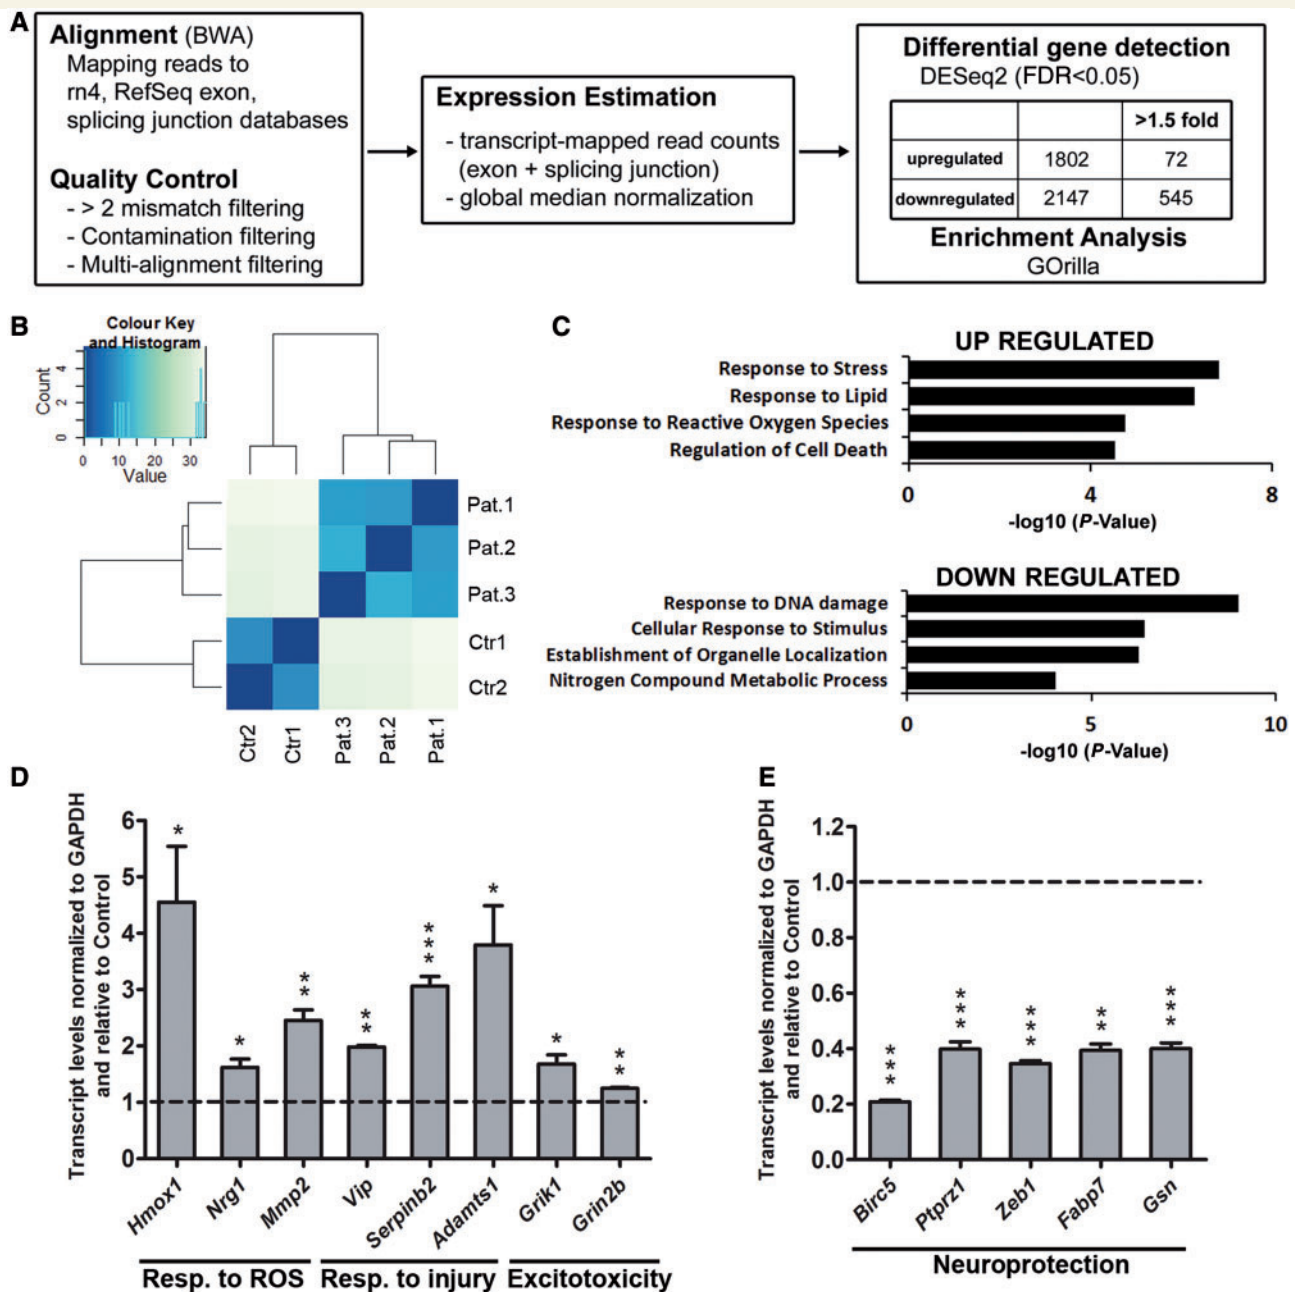 A
Alignment (BWA)
Mapping reads to
rn4, RefSeq exon,
splicing junction databases
Quality Control
- > 2 mismatch filtering
- Contamination filtering
- Multi-alignment filtering
Expression Estimation
- transcript-mapped read counts
(exon + splicing junction)
- global median normalization
Differential gene detection
DESeq2 (FDR<0.05)
>1.5 fold
upregulated 1802 72
downregulated 2147 545
Enrichment Analysis
GOrilla
B
Colour Key
and Histogram
Count
0 2 4
0 10 20 30
Value
Pat.1
Pat.2
Pat.3
Ctr1
Ctr2
Ctr2 Ctr1 Pat.3 Pat.2 Pat.1
C
UP REGULATED
Response to Stress
Response to Lipid
Response to Reactive Oxygen Species
Regulation of Cell Death
0 4 8
-log10 (P-Value)
DOWN REGULATED
Response to DNA damage
Cellular Response to Stimulus
Establishment of Organelle Localization
Nitrogen Compound Metabolic Process
0 5 10
-log10 (P-Value)
D
Transcript levels normalized to GAPDH
and relative to Control
6
5
4
3
2
1
0
* * ** ** *** * * **
Hmox1 Nrg1 Mmp2 Vip Serpinb2 Adamts1 Grik1 Grin2b
Resp. to ROS Resp. to injury Excitotoxicity
E
Transcript levels normalized to GAPDH
and relative to Control
1.2
1.0
0.8
0.6
0.4
0.2
0.0
*** *** *** ** ***
Birc5 Ptprz1 Zeb1 Fabp7 Gsn
Neuroprotection